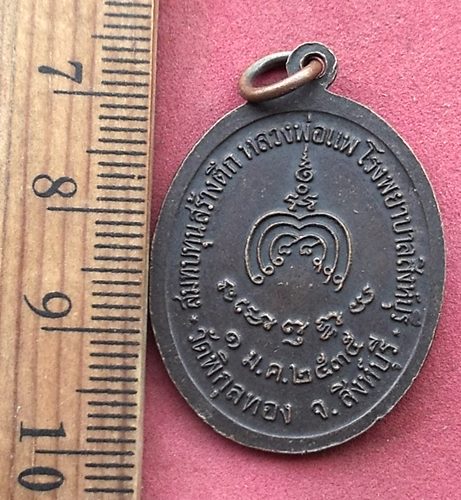 7
8
9
10
สมทบทุนสร้างตึก หลวงพ่อแพ โรงพยาบาลสิงห์บุรี
๑ ม.ค.๒๕๓๕
วัดพิกุลทอง จ.สิงห์บุรี